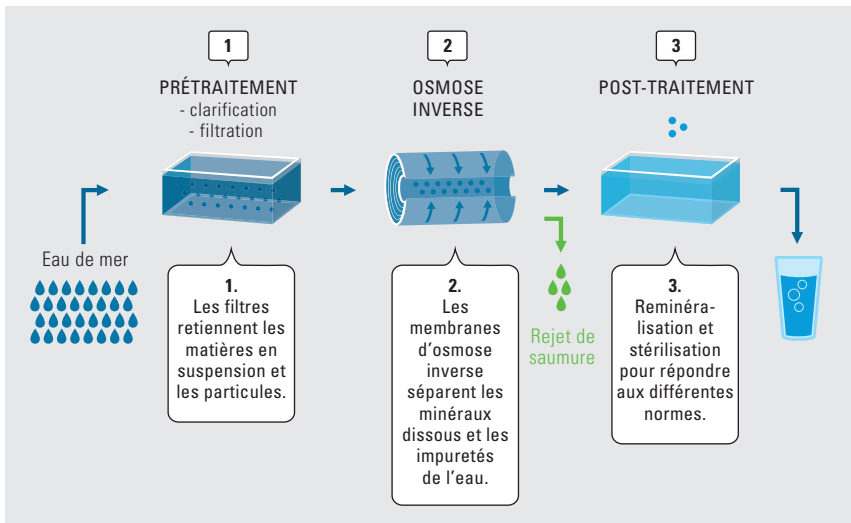 1
PRÉTRAITEMENT
- clarification
- filtration
2
OSMOSE
INVERSE
3
POST-TRAITEMENT
Eau de mer
1.
Les filtres
retiennent les
matières en
suspension et
les particules.
2.
Les
membranes
d'osmose
inverse
séparent les
minéraux
dissous et les
impuretés
de l'eau.
Rejet de
saumure
3.
Reminéra-
lisation et
stérilisation
pour répondre
aux différentes
normes.